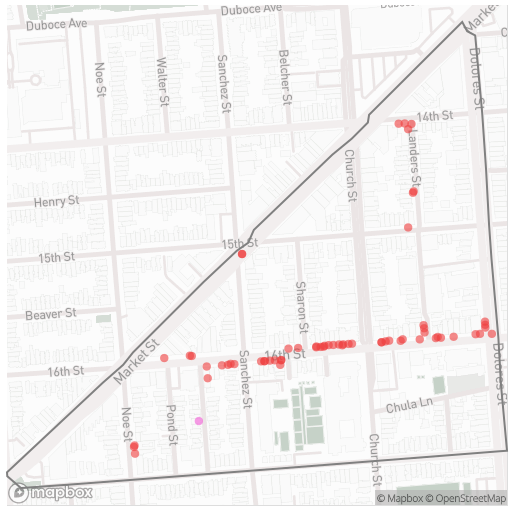 Duboce Ave
Duboce Ave
Dubo
Market
Noe St
Walter St
Sanchez St
Belcher St
Dolores St
14th St
Landers St
Church St
Henry St
15th St
15th St
Sharon St
Beaver St
Market St
16th St
16th St
Sanchez St
Dolores St
Noe St
Pond St
Chula Ln
Church St
mapbox
© Mapbox © OpenStreetMap